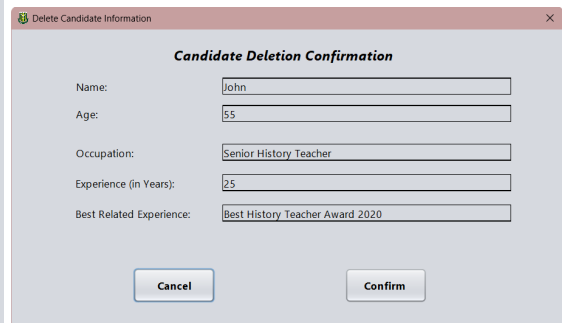 Delete Candidate Information
Candidate Deletion Confirmation
Name: John
Age: 55
Occupation: Senior History Teacher
Experience (in Years): 25
Best Related Experience: Best History Teacher Award 2020
Cancel Confirm